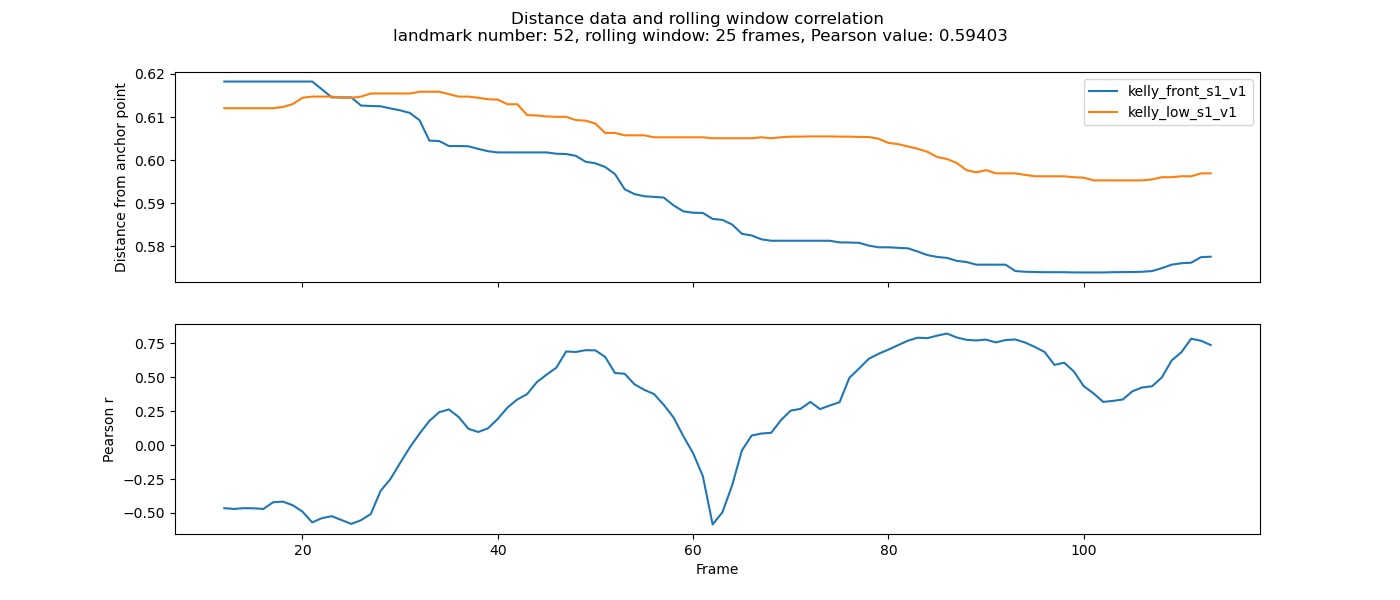 Distance data and rolling window correlation
landmark number: 52, rolling window: 25 frames, Pearson value: 0.59403
0.62
0.61
0.60
0.59
0.58
Distance from anchor point
kelly_front_s1_v1
kelly_low_s1_v1
0.75
0.50
0.25
0.00
−0.25
−0.50
Pearson r
20 40 60 80 100
Frame